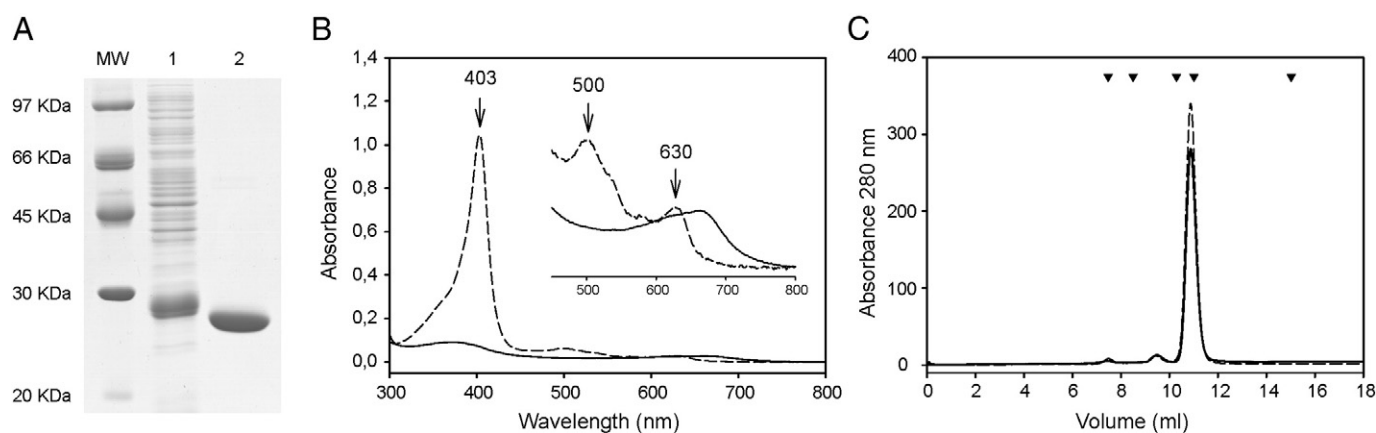 A
MW 1 2
97 KDa
66 KDa
45 KDa
30 KDa
20 KDa
B
1,4
1,2
1,0
0,8
0,6
0,4
0,2
0,0
Absorbance
403
500
630
500 600 700 800
300 400 500 600 700 800
Wavelength (nm)
C
400
300
200
100
0
Absorbance 280 nm
0 2 4 6 8 10 12 14 16 18
Volume (ml)